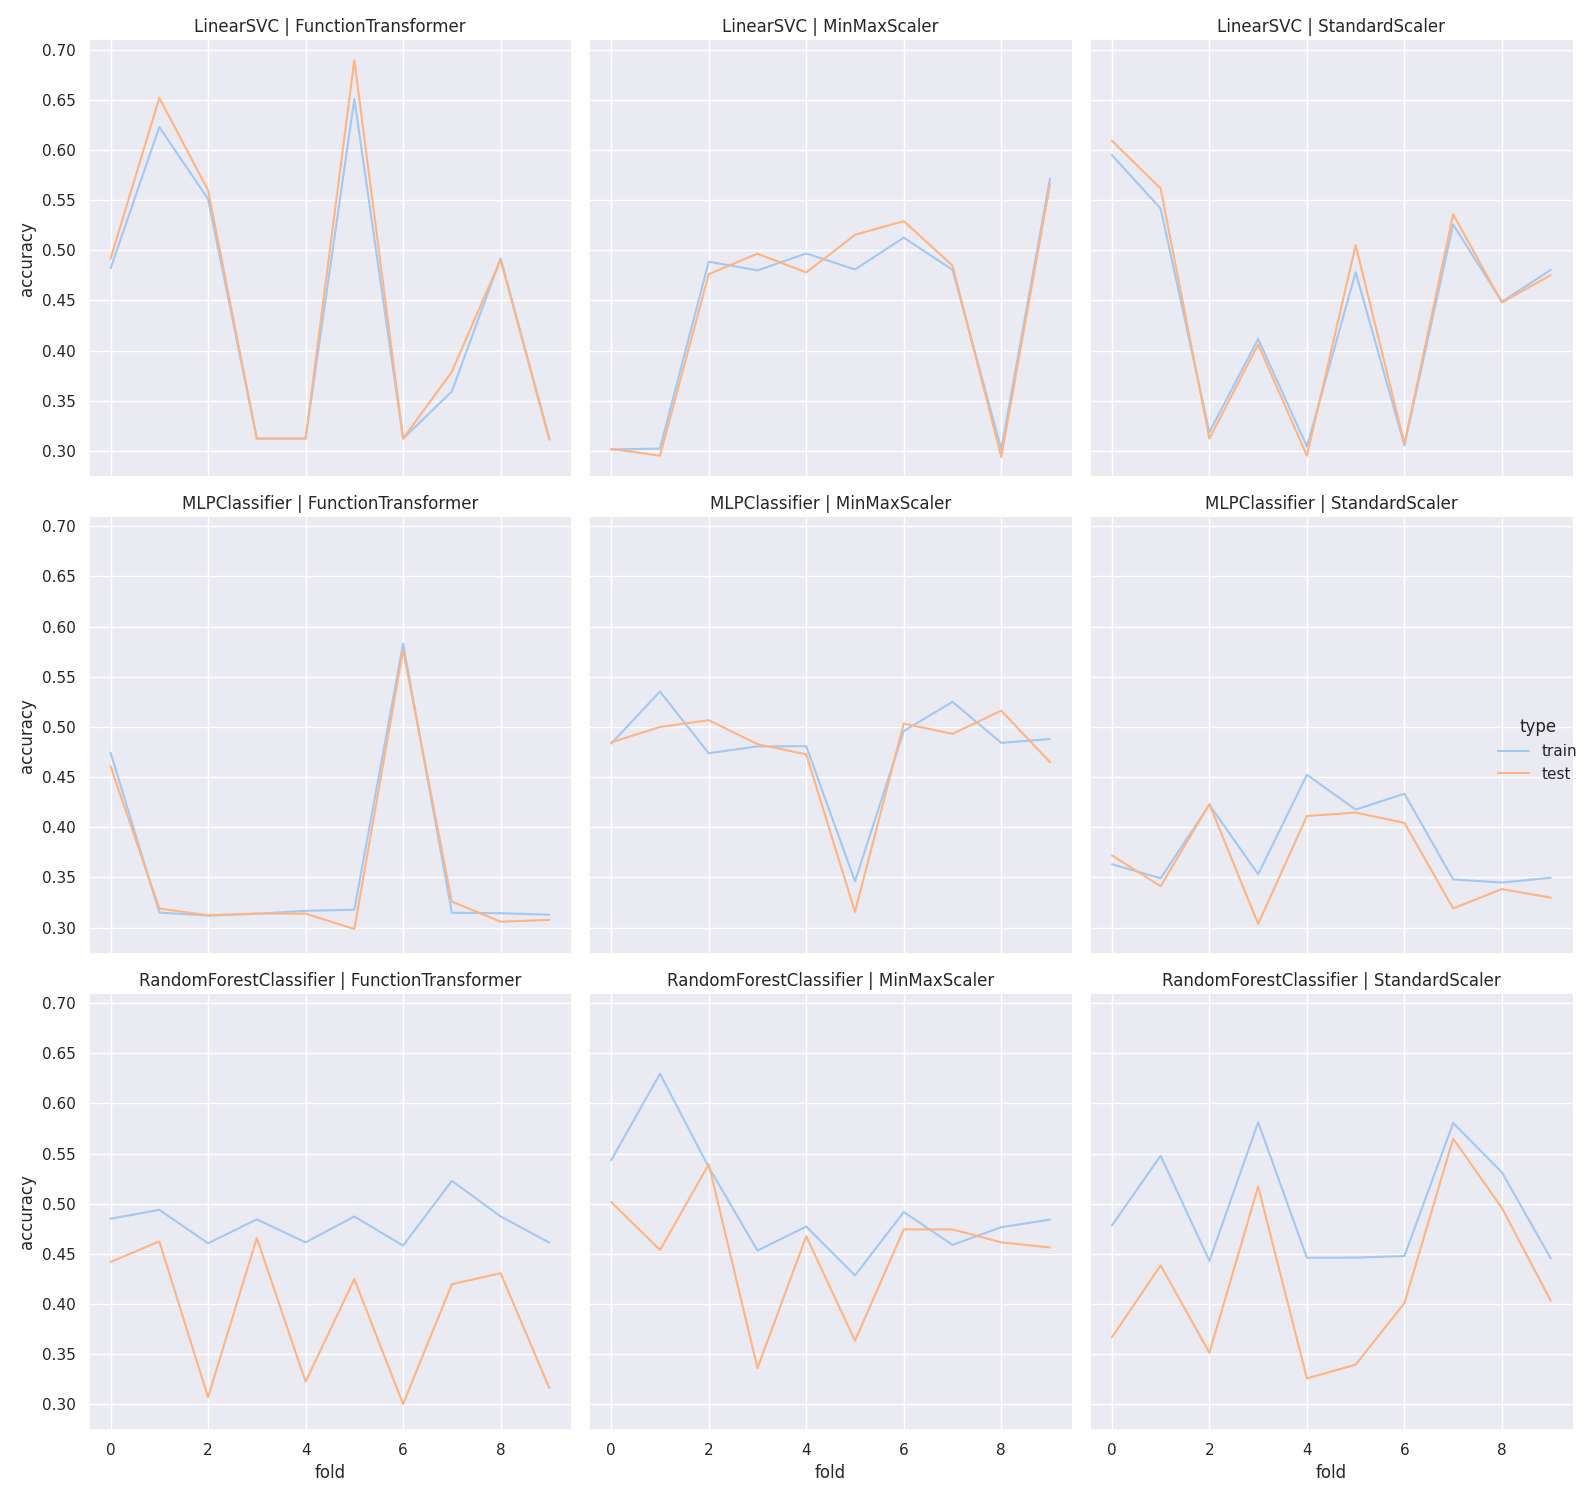 LinearSVC | FunctionTransformer
LinearSVC | MinMaxScaler
LinearSVC | StandardScaler
0.70
0.65
0.60
0.55
0.50
0.45
0.40
0.35
0.30
accuracy
MLPClassifier | FunctionTransformer
MLPClassifier | MinMaxScaler
MLPClassifier | StandardScaler
0.70
0.65
0.60
0.55
0.50
0.45
0.40
0.35
0.30
accuracy
type
train
test
RandomForestClassifier | FunctionTransformer
RandomForestClassifier | MinMaxScaler
RandomForestClassifier | StandardScaler
0.70
0.65
0.60
0.55
0.50
0.45
0.40
0.35
0.30
accuracy
0 2 4 6 8
fold
0 2 4 6 8
fold
0 2 4 6 8
fold